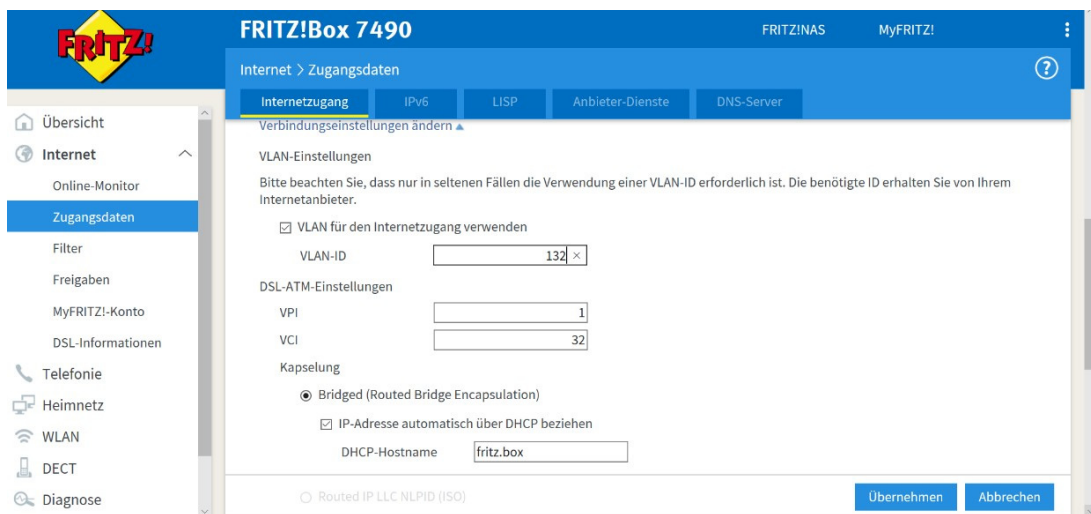 FRITZ!
FRITZ!Box 7490
FRITZ!NAS
MyFRITZ!
Internet > Zugangsdaten
?
Internetzugang
IPv6
LISP
Anbieter-Dienste
DNS-Server
Übersicht
Internet
Online-Monitor
Zugangsdaten
Filter
Freigaben
MyFRITZ!-Konto
DSL-Informationen
Telefonie
Heimnetz
WLAN
DECT
Diagnose
Verbindungseinstellungen ändern
VLAN-Einstellungen
Bitte beachten Sie, dass nur in seltenen Fällen die Verwendung einer VLAN-ID erforderlich ist. Die benötigte ID erhalten Sie von Ihrem
Internetanbieter.
VLAN für den Internetzugang verwenden
VLAN-ID 132 ×
DSL-ATM-Einstellungen
VPI 1
VCI 32
Kapselung
Bridged (Routed Bridge Encapsulation)
IP-Adresse automatisch über DHCP beziehen
DHCP-Hostname fritz.box
Routed IP LLC NLPID (ISO)
Übernehmen
Abbrechen